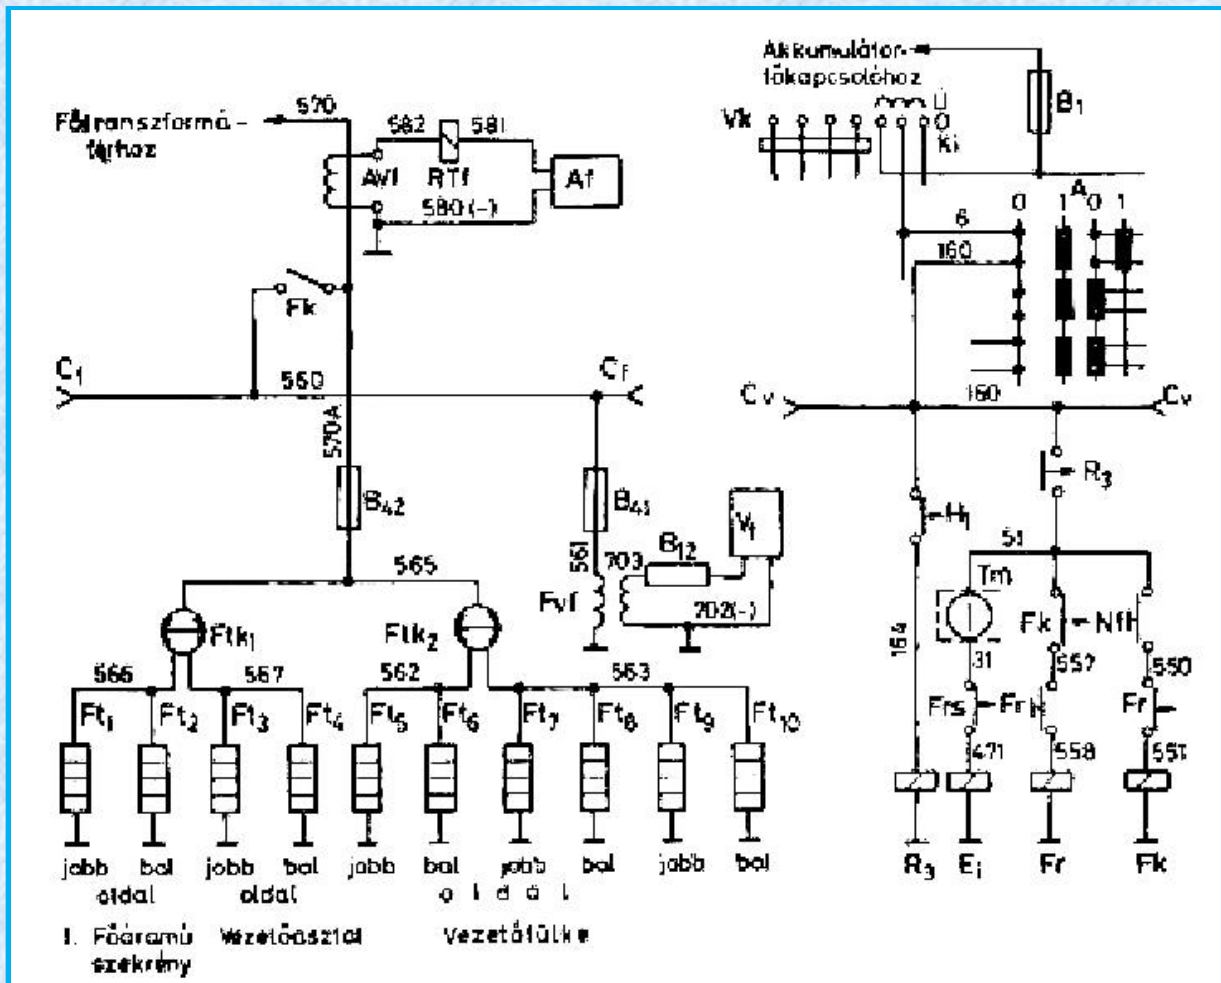 Akkumulátor-
főkapcsolóhoz
Főtranszformá-
torhoz
570
582
581
AVf
RTf
Af
580 (-)
Vk
Ü
0
Ki
B1
A
0
1
0
1
6
160
Fk
C1
560
Cf
Cv
160
Cv
570A
B42
B41
561
703
B12
Vf
Fvf
702(-)
R3
H1
51
Tm
Fk
Nfh
164
31
557
550
Frs
Fr
Fr
471
558
551
565
Ftk1
Ftk2
566
567
562
563
Ft1
Ft2
Ft3
Ft4
Ft5
Ft6
Ft7
Ft8
Ft9
Ft10
jobb bal jobb bal jobb bal jobb bal jobb bal
oldal oldal o l d a l
R3 Ei Fr Fk
1. Főáramú Vezetőasztal Vezetőfülke
szekrény